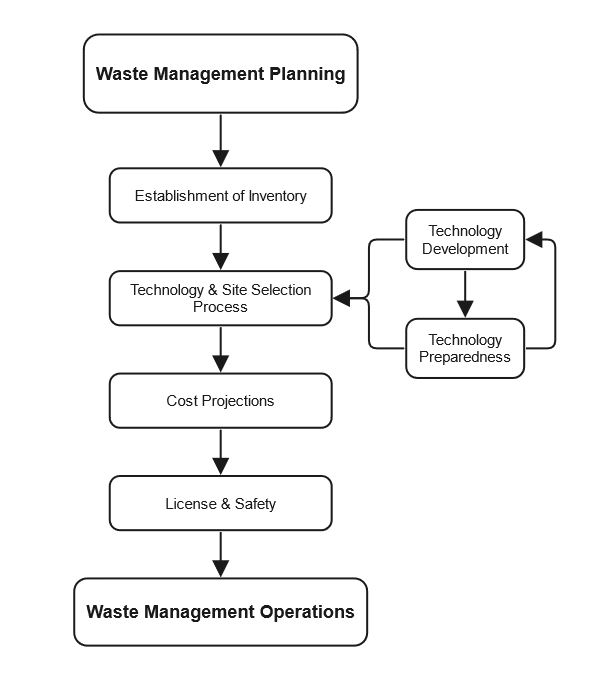 Waste Management Planning
Establishment of Inventory
Technology & Site Selection
Process
Technology
Development
Technology
Preparedness
Cost Projections
License & Safety
Waste Management Operations